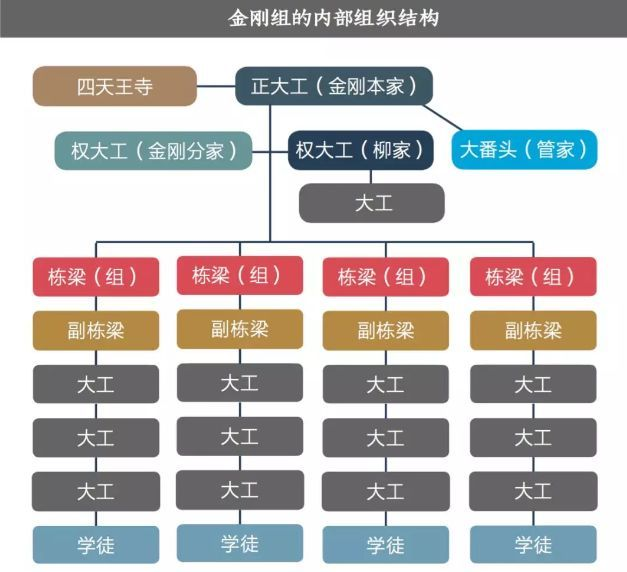 金刚组的内部组织结构
四天王寺
正大工（金刚本家）
权大工（金刚分家）
权大工（柳家）
大番头（管家）
大工
栋梁（组）
栋梁（组）
栋梁（组）
栋梁（组）
副栋梁
副栋梁
副栋梁
副栋梁
大工
大工
大工
大工
大工
大工
大工
大工
大工
大工
大工
大工
学徒
学徒
学徒
学徒